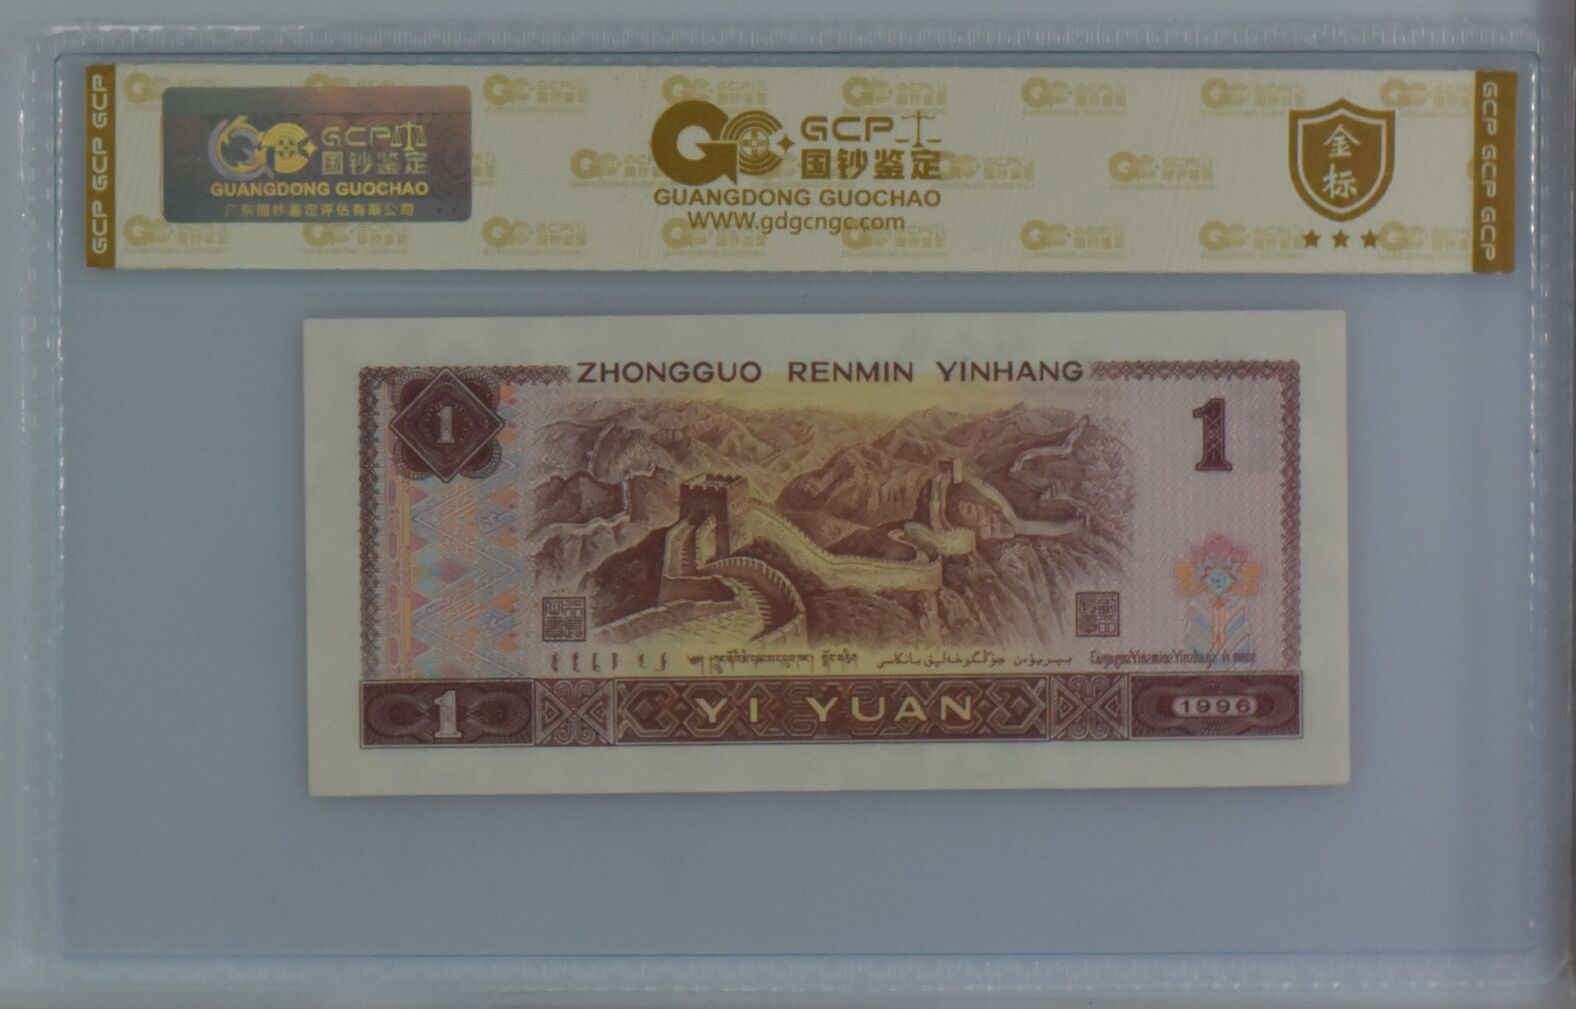 GCP GCP GCP
GCP 国钞鉴定
GUANGDONG GUOCHAO
广东国钞鉴定评估有限公司
GCP
国钞鉴定
GUANGDONG GUOCHAO
WWW.gdgcngc.com
金标
GCP GCP GCP
ZHONGGUO RENMIN YINHANG
1
1
YI YUAN
1
1996